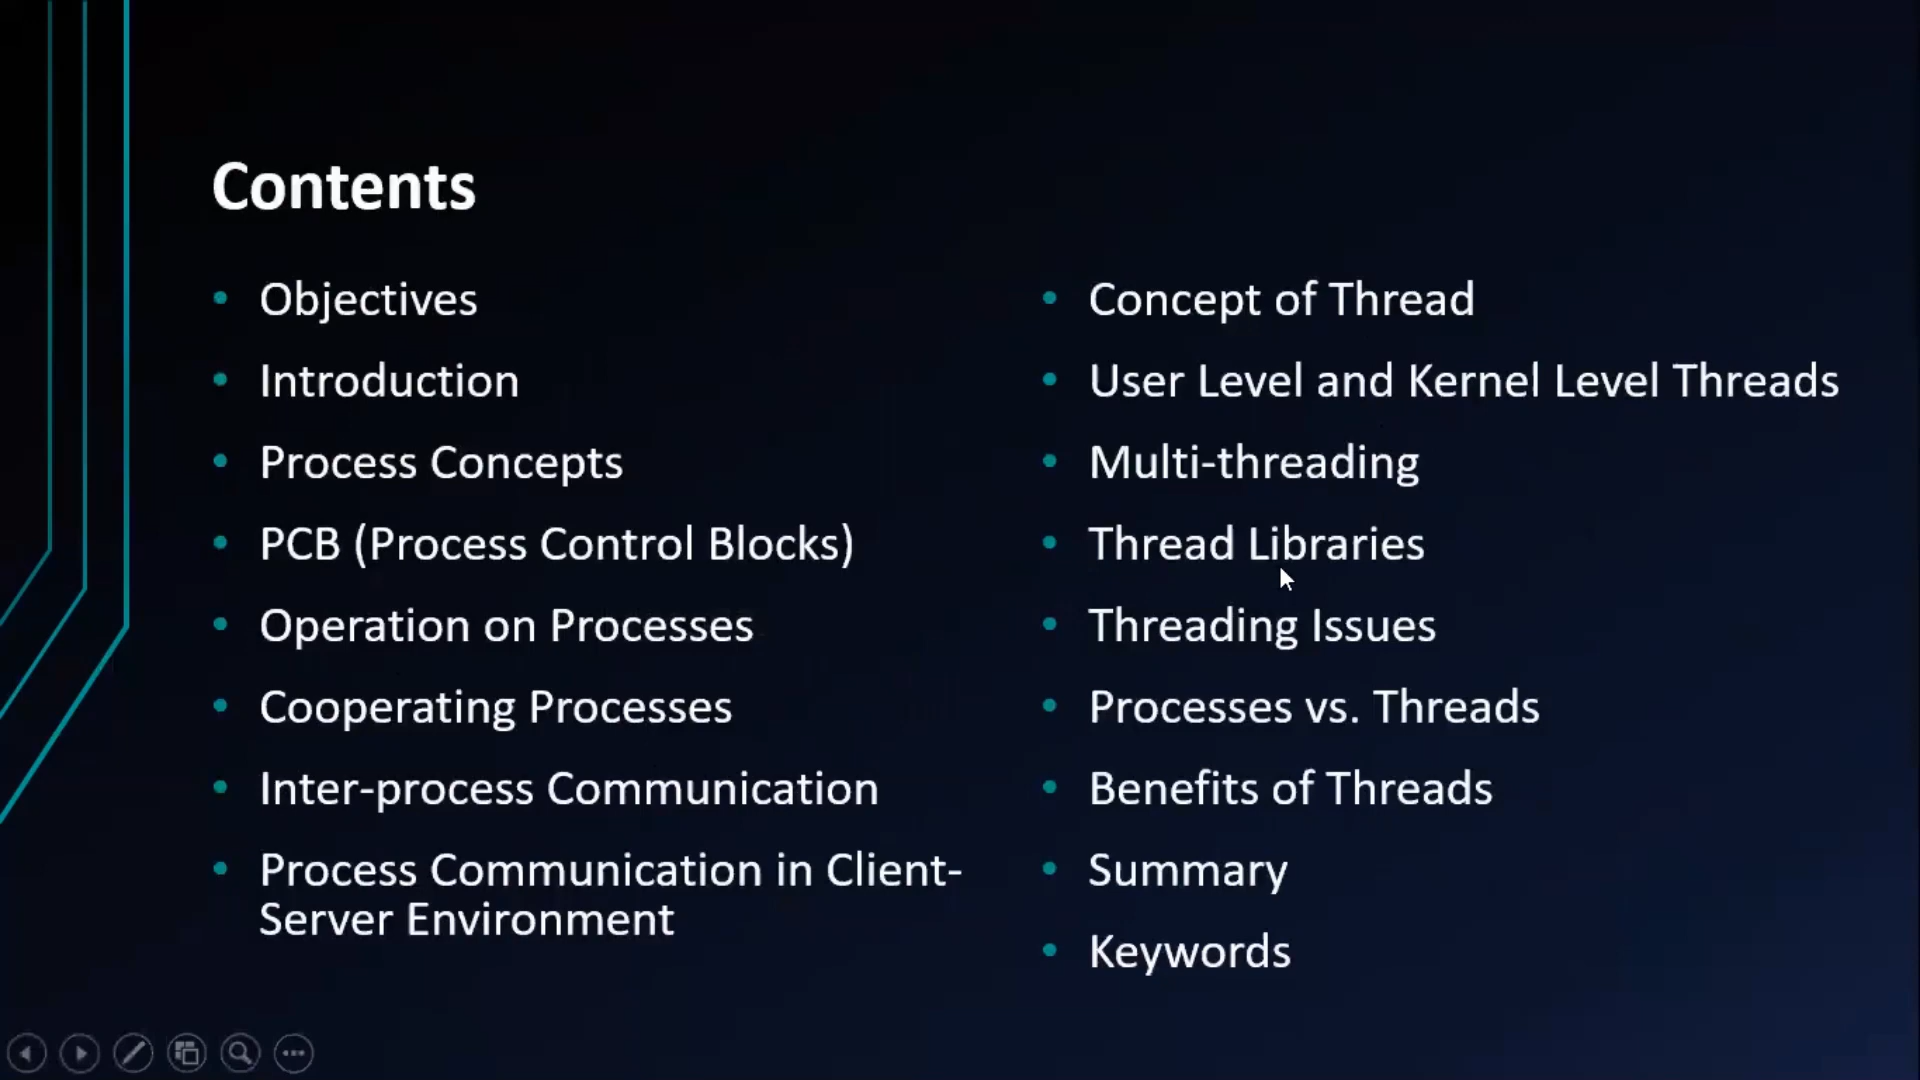 Contents
Objectives
Introduction
Process Concepts
PCB (Process Control Blocks)
Operation on Processes
Cooperating Processes
Inter-process Communication
Process Communication in Client-
Server Environment
Concept of Thread
User Level and Kernel Level Threads
Multi-threading
Thread Libraries
Threading Issues
Processes vs. Threads
Benefits of Threads
Summary
Keywords